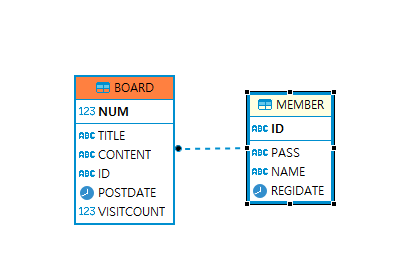 BOARD
123 NUM
ABC TITLE
ABC CONTENT
ABC ID
POSTDATE
123 VISITCOUNT
MEMBER
ABC ID
ABC PASS
ABC NAME
REGIDATE